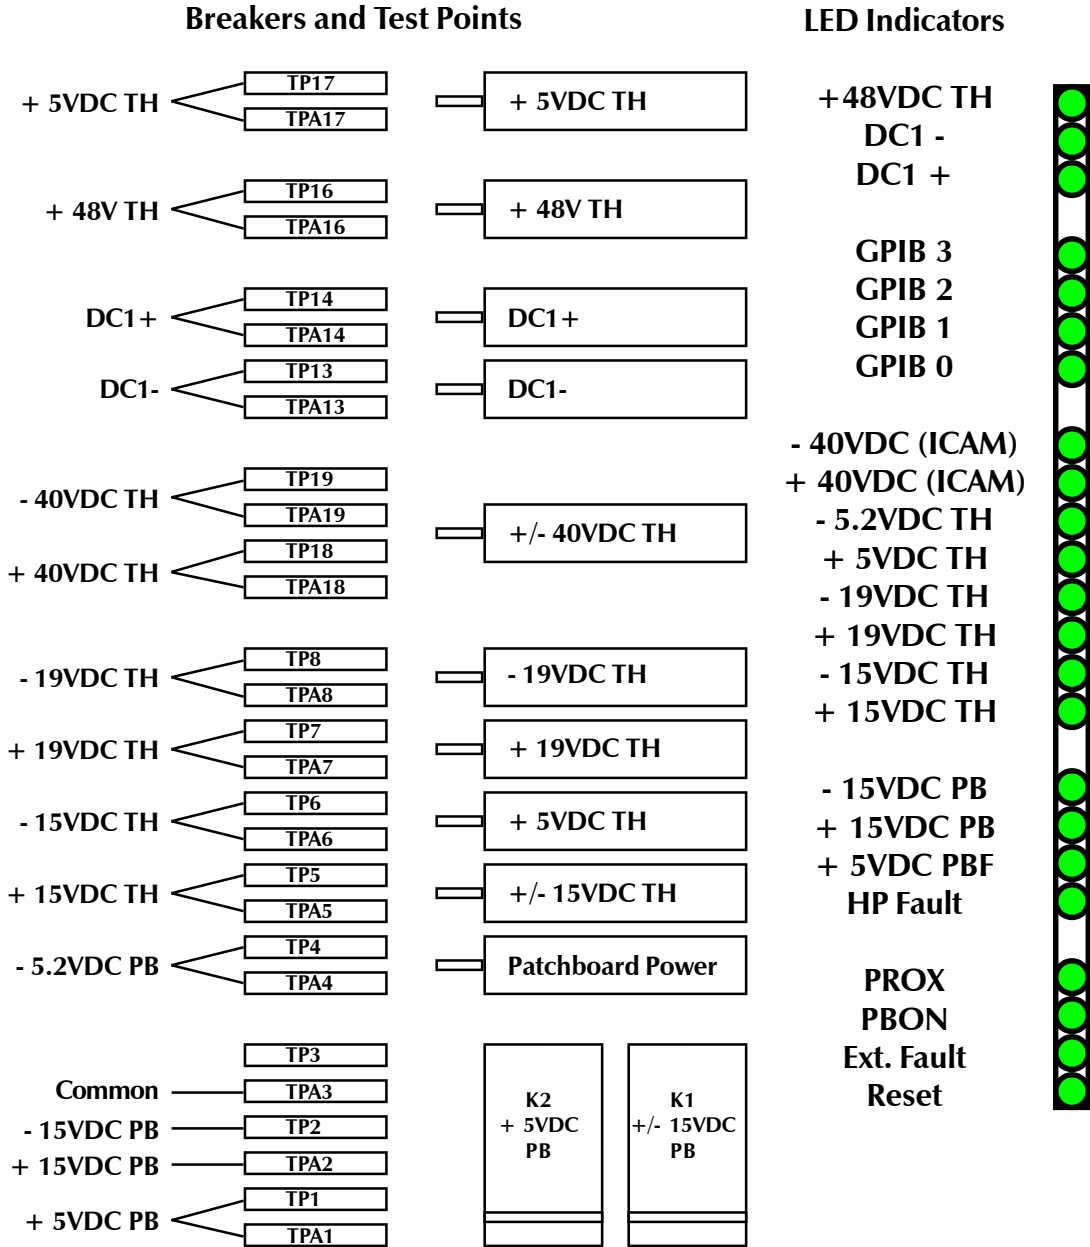 Breakers and Test Points
+ 5VDC TH
TP17
TPA17
+ 48V TH
TP16
TPA16
DC1+
TP14
TPA14
DC1-
TP13
TPA13
- 40VDC TH
TP19
TPA19
+ 40VDC TH
TP18
TPA18
- 19VDC TH
TP8
TPA8
+ 19VDC TH
TP7
TPA7
- 15VDC TH
TP6
TPA6
+ 15VDC TH
TP5
TPA5
- 5.2VDC PB
TP4
TPA4
TP3
Common
TPA3
- 15VDC PB
TP2
+ 15VDC PB
TPA2
+ 5VDC PB
TP1
TPA1
+ 5VDC TH
+ 48V TH
DC1+
DC1-
+/- 40VDC TH
- 19VDC TH
+ 19VDC TH
+ 5VDC TH
+/- 15VDC TH
Patchboard Power
K2
+ 5VDC
PB
K1
+/- 15VDC
PB
LED Indicators
+48VDC TH
DC1 -
DC1 +
GPIB 3
GPIB 2
GPIB 1
GPIB 0
- 40VDC (ICAM)
+ 40VDC (ICAM)
- 5.2VDC TH
+ 5VDC TH
- 19VDC TH
+ 19VDC TH
- 15VDC TH
+ 15VDC TH
- 15VDC PB
+ 15VDC PB
+ 5VDC PBF
HP Fault
PROX
PBON
Ext. Fault
Reset